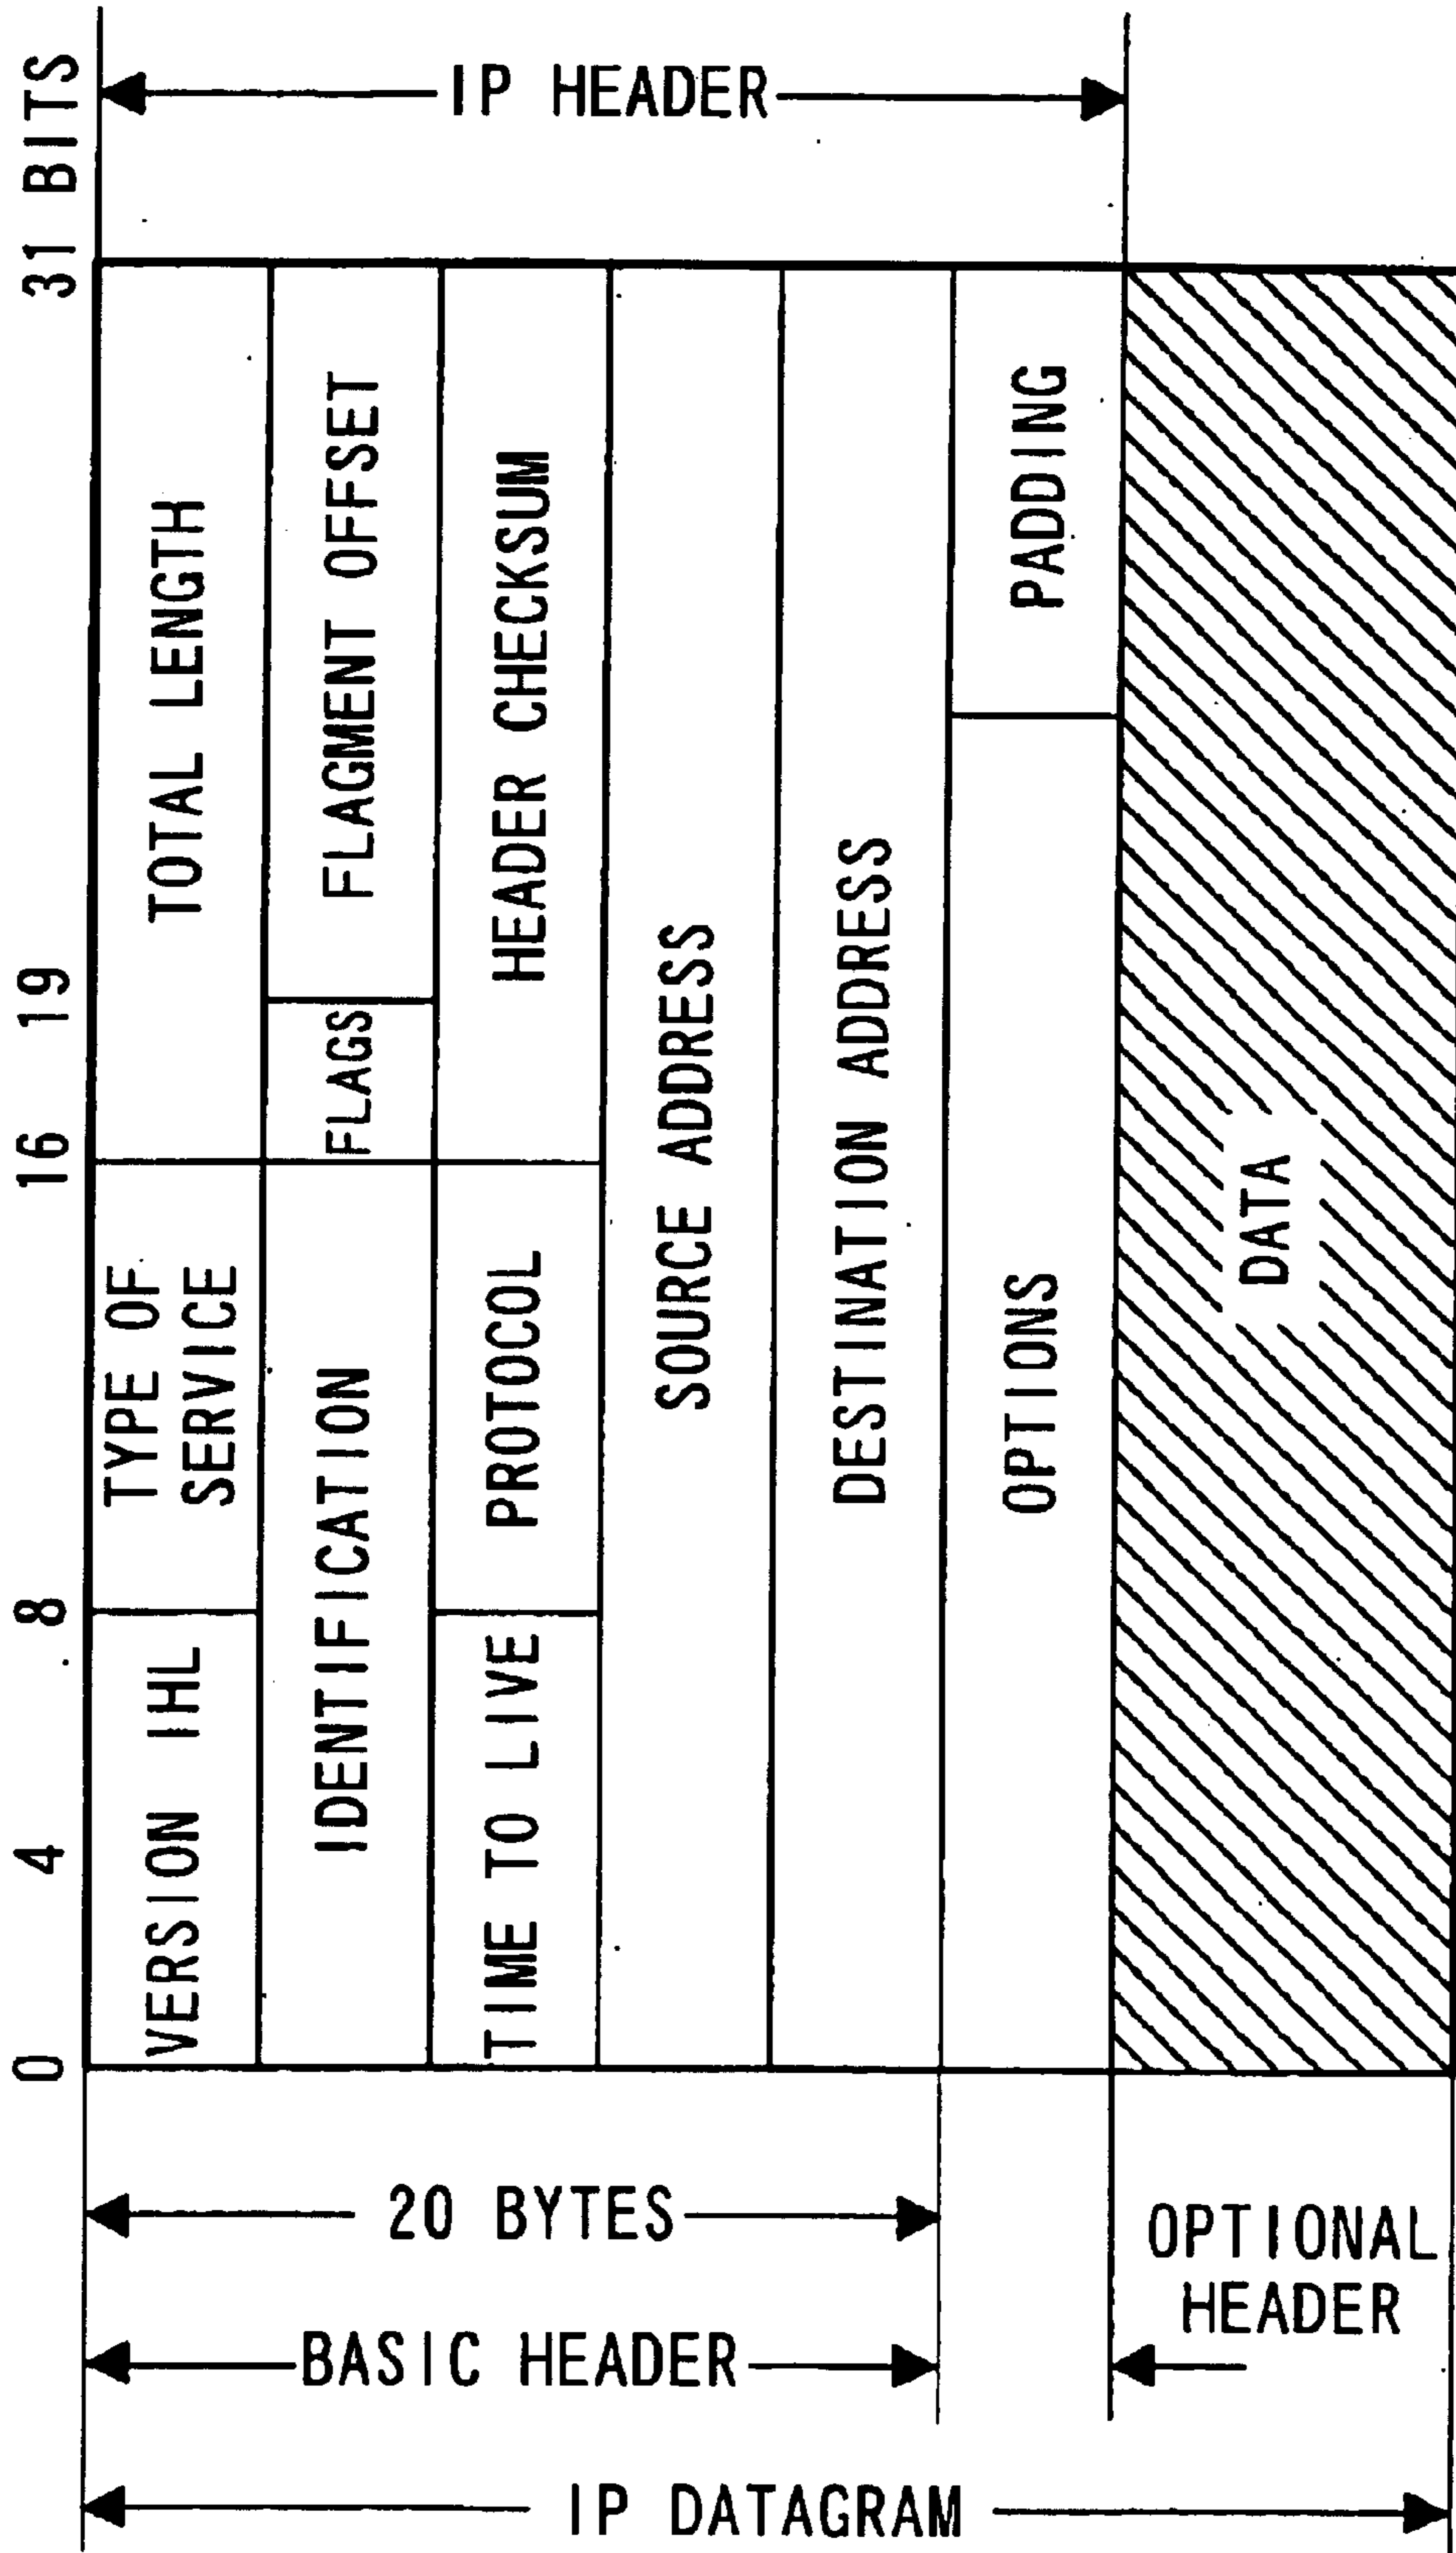 0 4 8 16 19 31 BITS
VERSION IHL
TYPE OF
SERVICE
TOTAL LENGTH
IDENTIFICATION
FLAGS
FLAGMENT OFFSET
TIME TO LIVE
PROTOCOL
HEADER CHECKSUM
SOURCE ADDRESS
DESTINATION ADDRESS
OPTIONS
PADDING
DATA
IP HEADER
20 BYTES
BASIC HEADER
OPTIONAL
HEADER
IP DATAGRAM